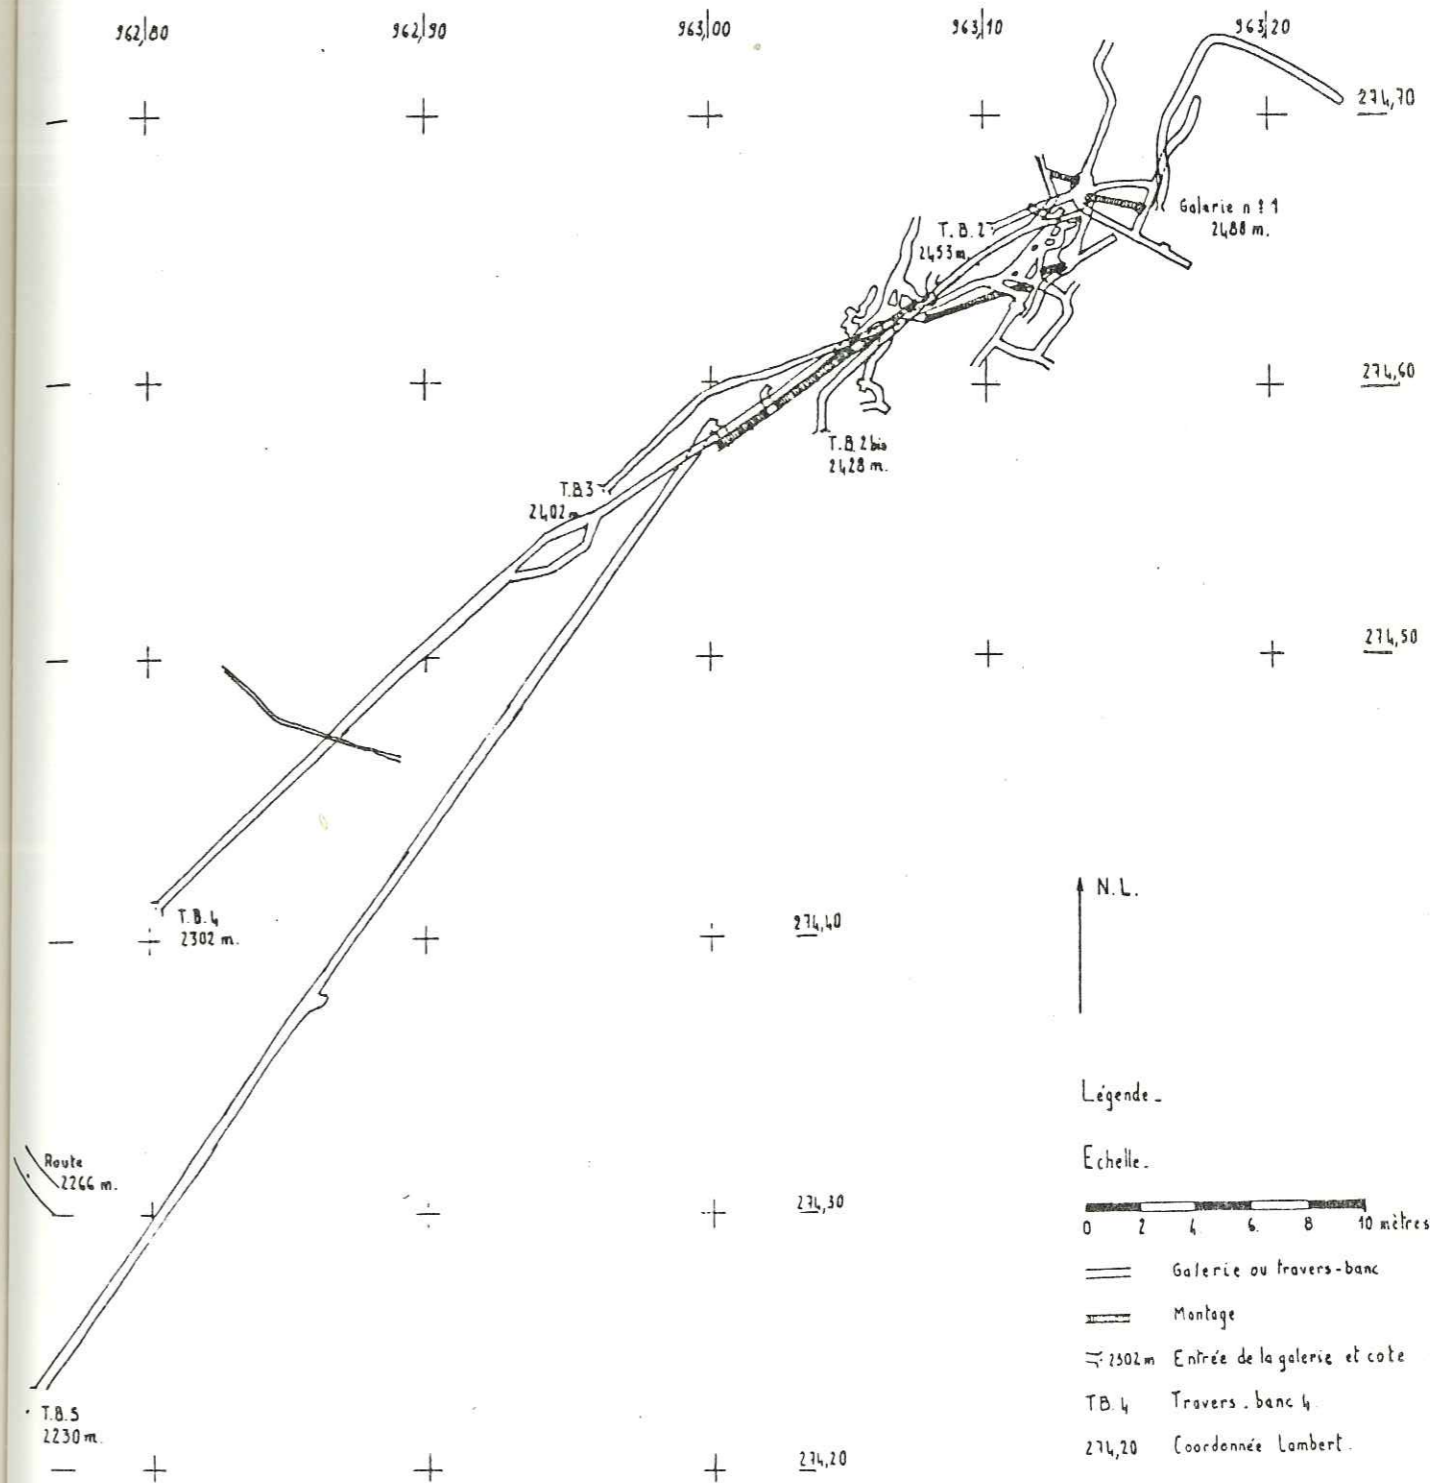 962,80 962,90 963,00 963,10 963,20
274,70
Galerie n° 1
2488 m.
T.B.2
2453 m.
274,60
T.B.2 bis
2428 m.
T.B.3
2402 m
274,50
T.B.4
2302 m.
274,40
N.L.
Légende -
Echelle -
Route
2266 m.
274,30
0 2 4 6 8 10 mètres
Galerie ou travers-banc
Montage
2302 m Entrée de la galerie et cote
TB. 4 Travers - banc 4.
T.B.5
2230 m.
274,20 Coordonnée Lambert.
274,20